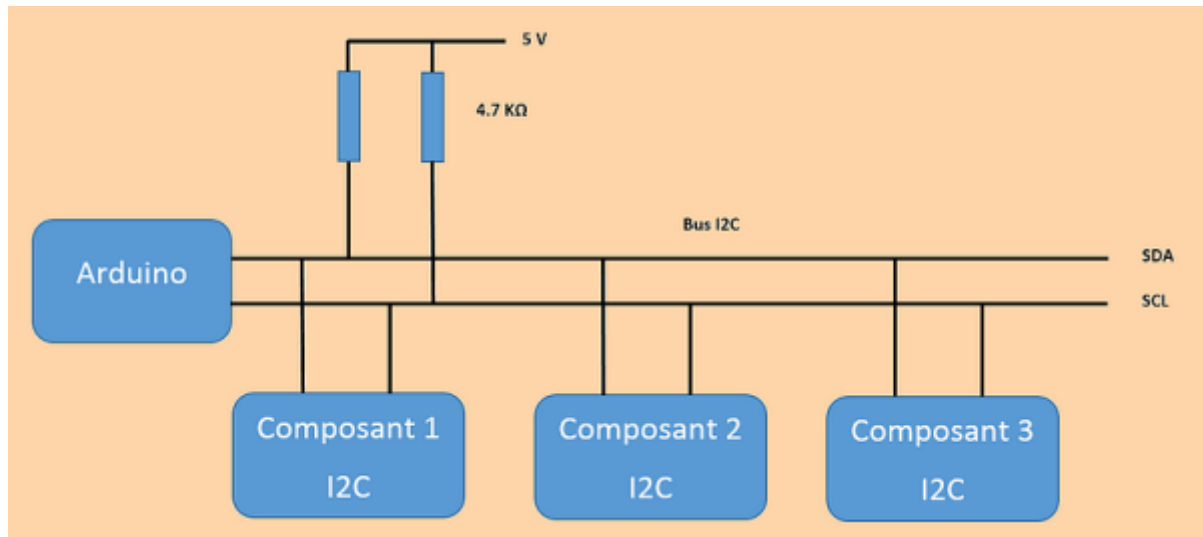 5 V
4.7 KΩ
Bus I2C
Arduino
SDA
SCL
Composant 1
I2C
Composant 2
I2C
Composant 3
I2C